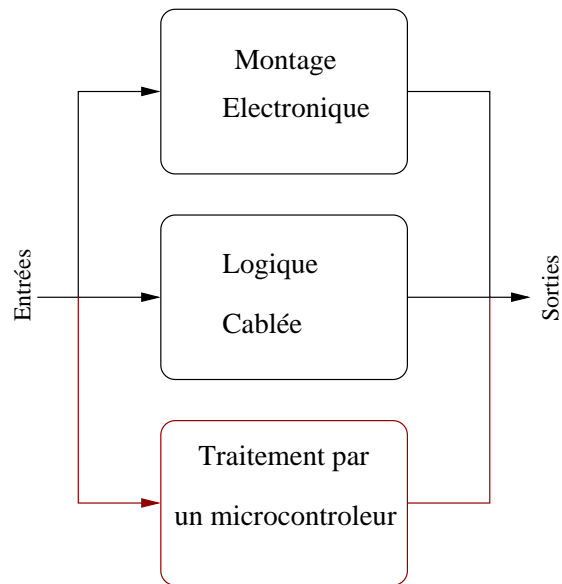 Montage
Electronique
Entrées
Logique
Cablée
Sorties
Traitement par
un microcontroleur